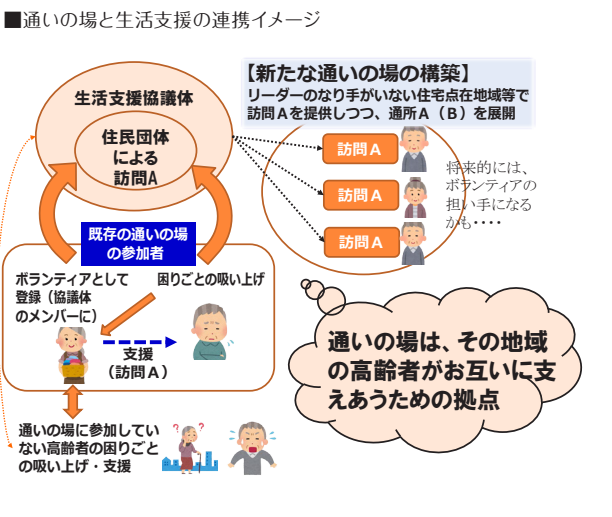 ■通いの場と生活支援の連携イメージ
生活支援協議体
住民団体
による
訪問A
【新たな通いの場の構築】
リーダーのなり手がいない住宅点在地域等で
訪問Ａを提供しつつ、通所Ａ（Ｂ）を展開
訪問Ａ
訪問Ａ
訪問Ａ
将来的には、
ボランティアの
担い手になる
かも・・・・
既存の通いの場
の参加者
ボランティアとして
登録（協議体
のメンバーに）
困りごとの吸い上げ
支援
（訪問Ａ）
通いの場に参加してい
ない高齢者の困りごと
の吸い上げ・支援
通いの場は、その地域
の高齢者がお互いに支
えあうための拠点